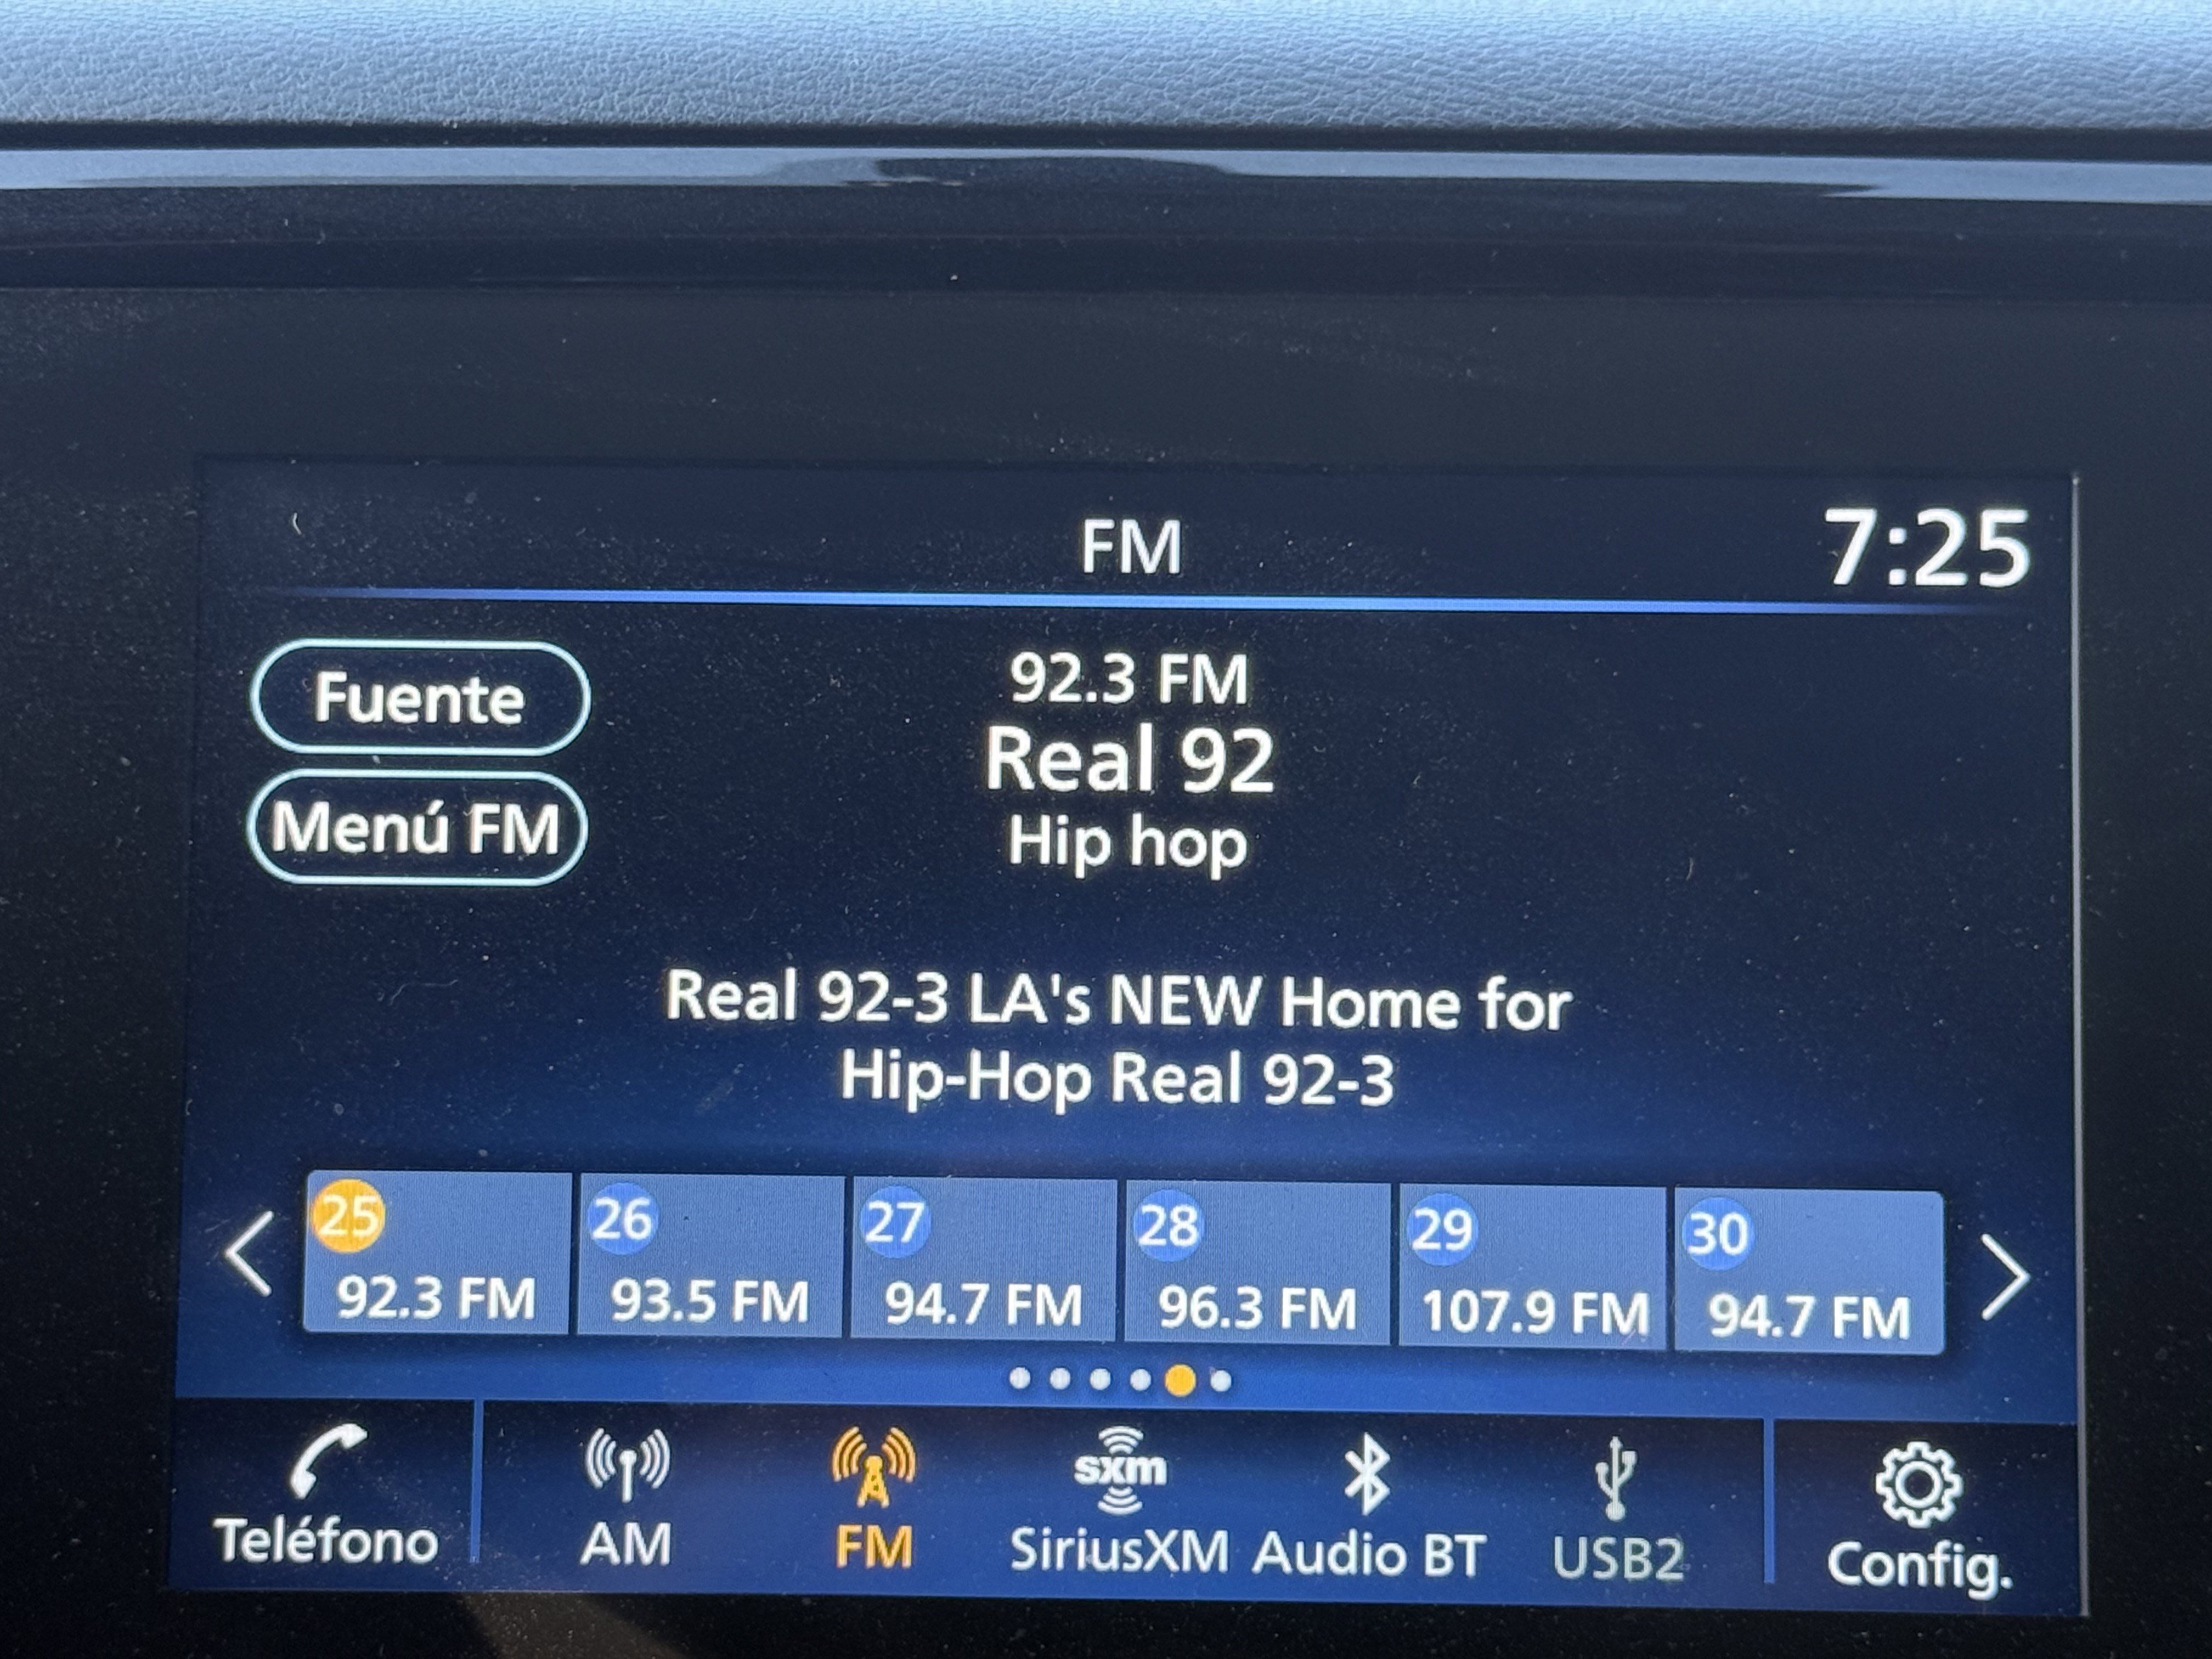 FM
7:25
Fuente
92.3 FM
Real 92
Menú FM
Hip hop
Real 92-3 LA's NEW Home for
Hip-Hop Real 92-3
25 26 27 28 29 30
92.3 FM 93.5 FM 94.7 FM 96.3 FM 107.9 FM 94.7 FM
sxm
Teléfono AM FM SiriusXM Audio BT USB2 Config.